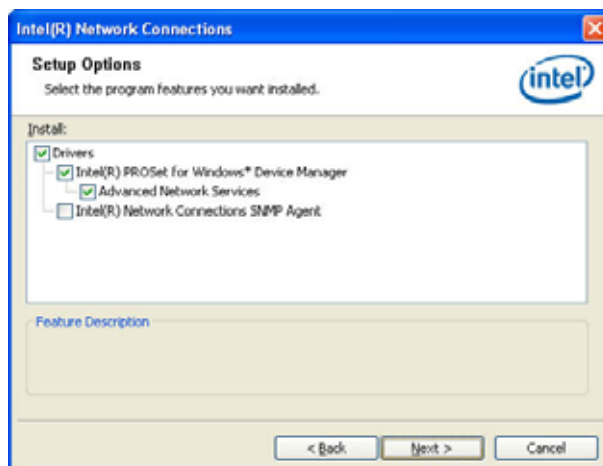 Intel(R) Network Connections
Setup Options
Select the program features you want installed.
intel
Install:
Drivers
Intel(R) PROSet for Windows* Device Manager
Advanced Network Services
Intel(R) Network Connections SNMP Agent
Feature Description
< Back
Next >
Cancel